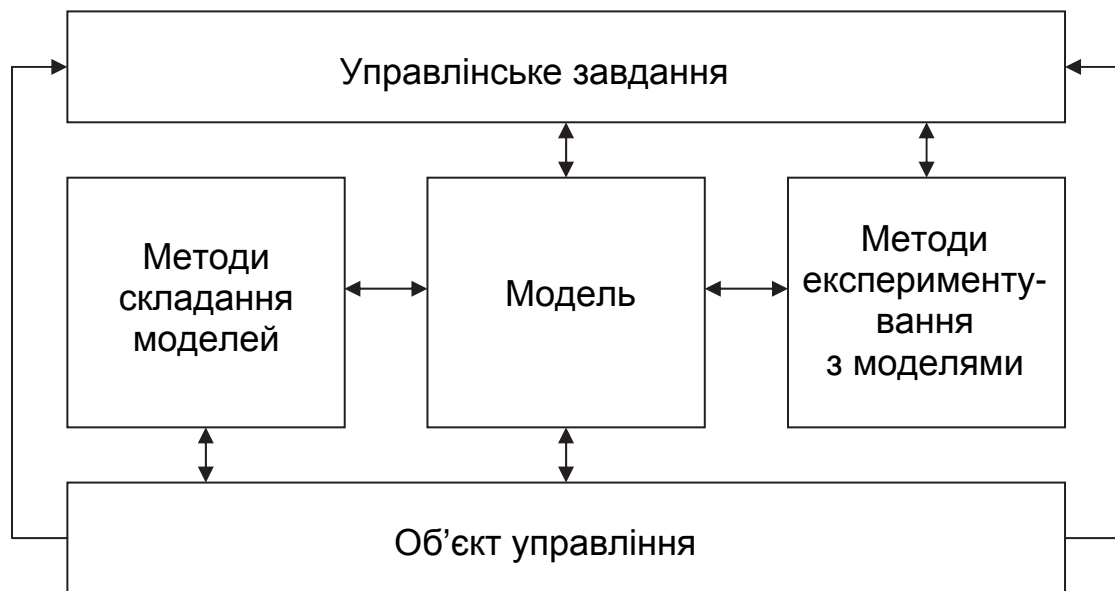 Управлінське завдання
Методи
складання
моделей
Модель
Методи
експерименту-
вання
з моделями
Об’єкт управління